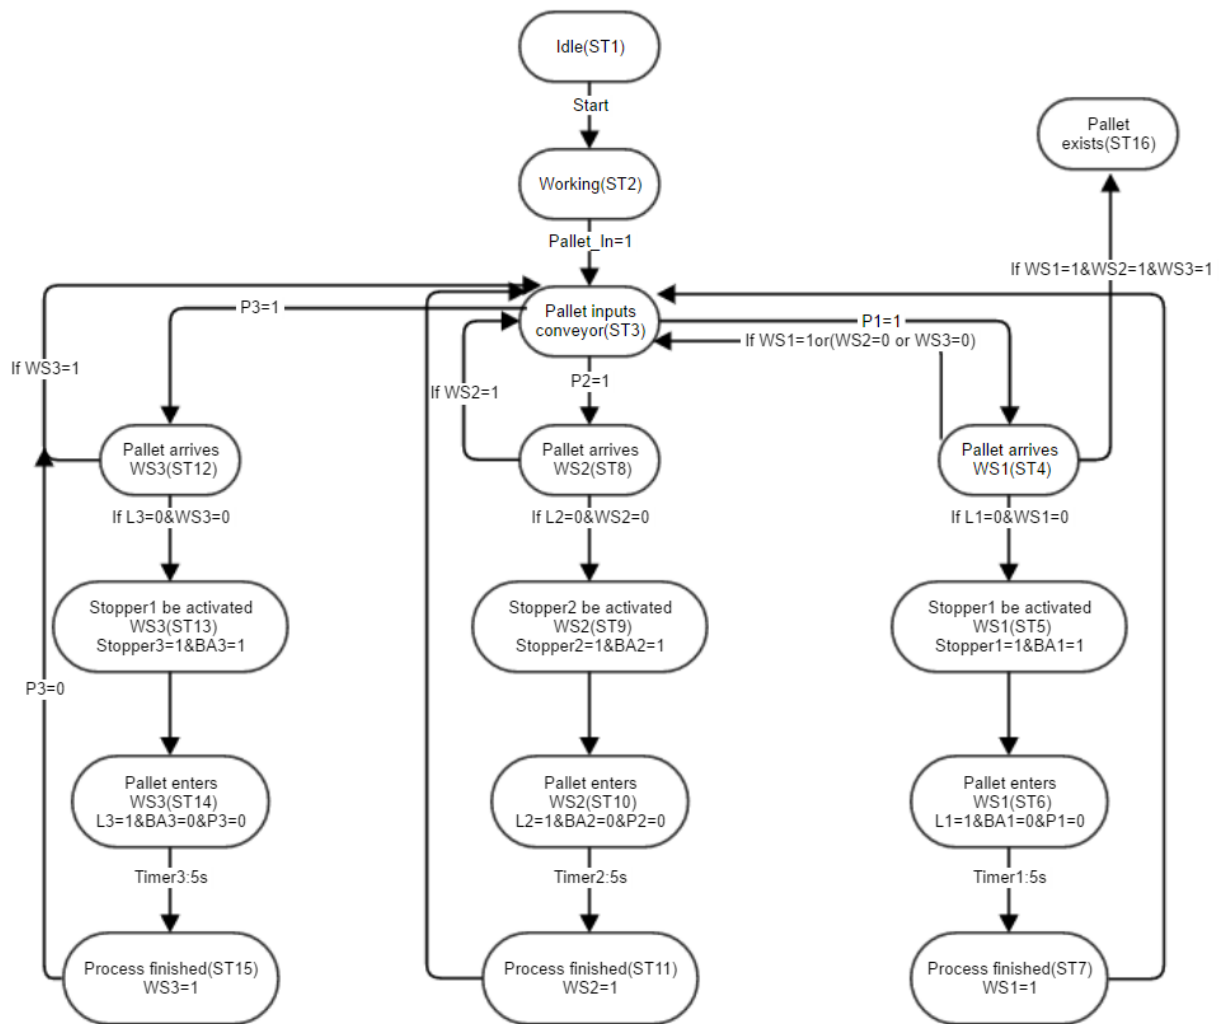 Idle(ST1)
Start
Pallet
exists(ST16)
Working(ST2)
Pallet_In=1
If WS1=1&WS2=1&WS3=1
P3=1
Pallet inputs
conveyor(ST3)
P1=1
If WS1=1or(WS2=0 or WS3=0)
If WS3=1
If WS2=1
P2=1
Pallet arrives
WS3(ST12)
Pallet arrives
WS2(ST8)
Pallet arrives
WS1(ST4)
If L3=0&WS3=0
If L2=0&WS2=0
If L1=0&WS1=0
Stopper1 be activated
WS3(ST13)
Stopper3=1&BA3=1
Stopper2 be activated
WS2(ST9)
Stopper2=1&BA2=1
Stopper1 be activated
WS1(ST5)
Stopper1=1&BA1=1
P3=0
Pallet enters
WS3(ST14)
L3=1&BA3=0&P3=0
Pallet enters
WS2(ST10)
L2=1&BA2=0&P2=0
Pallet enters
WS1(ST6)
L1=1&BA1=0&P1=0
Timer3:5s
Timer2:5s
Timer1:5s
Process finished(ST15)
WS3=1
Process finished(ST11)
WS2=1
Process finished(ST7)
WS1=1